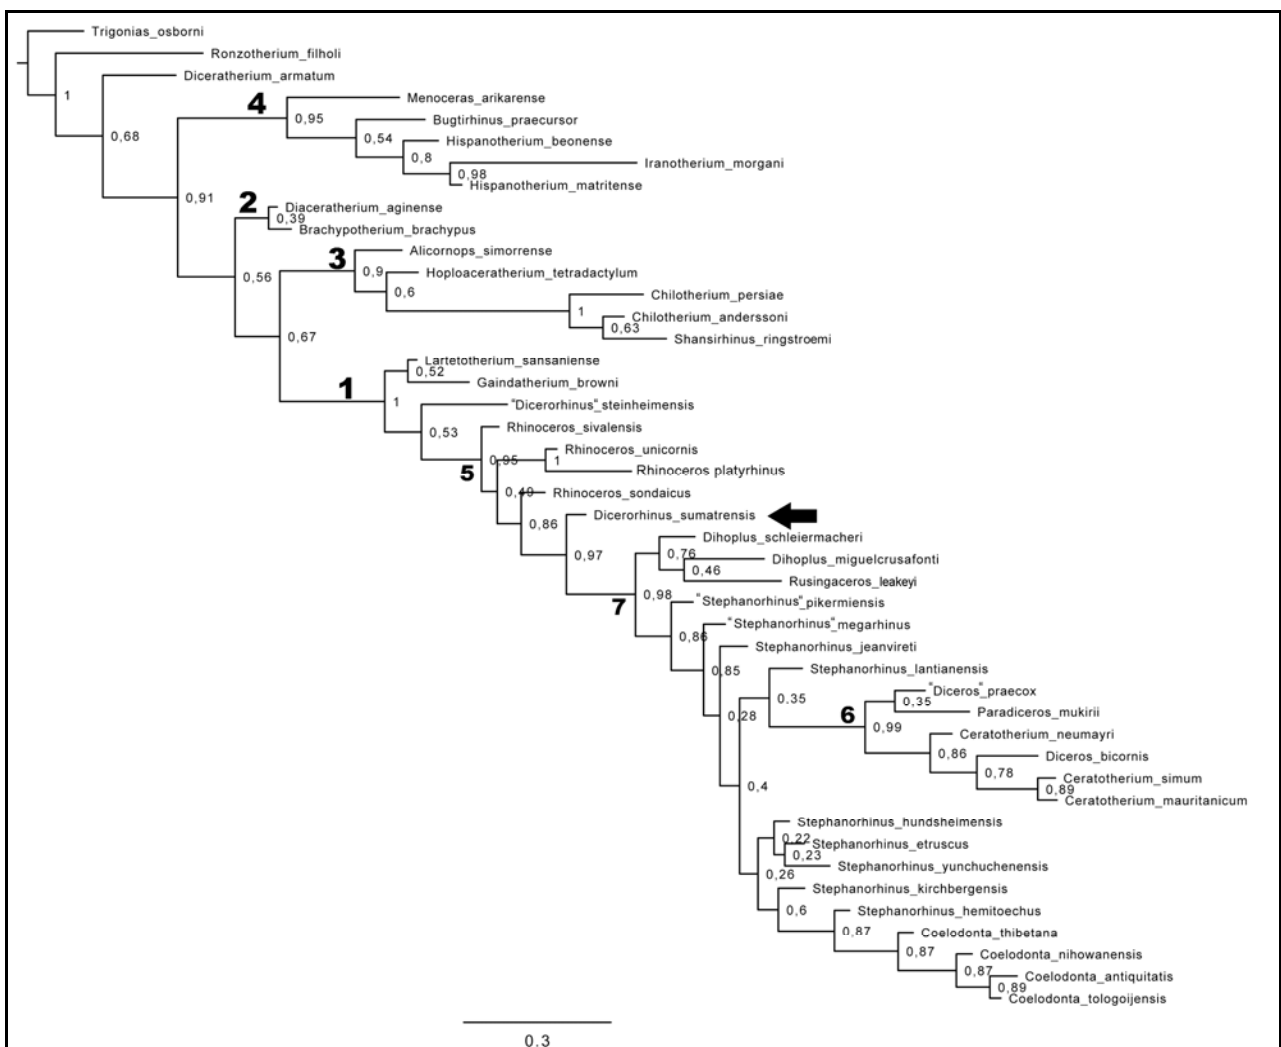 Trigonias_osborni
Ronzotherium_filholi
Diceratherium_armatum
1
4
Menoceras_arikarense
0,95
Bugtirhinus_praecursor
0,68
0,54
Hispanotherium_beonense
0,8
Iranotherium_morgani
0,98
Hispanotherium_matritense
0,91
2
Diaceratherium_aginense
0,39
Brachypotherium_brachypus
3
Alicornops_simorrense
0,9
Hoploaceratherium_tetradactylum
0,56
0,6
Chilotherium_persiae
1
Chilotherium_anderssoni
0,63
0,67
Shansirhinus_ringstroemi
Lartetotherium_sansaniense
0,52
Gaindatherium_browni
1
1
"Dicerorhinus"_steinheimensis
0,53
Rhinoceros_sivalensis
Rhinoceros_unicornis
5
0,95
1
Rhinoceros platyrhinus
0,49
Rhinoceros_sondaicus
Dicerorhinus_sumatrensis
0,86
Dihoplus_schleiermacheri
0,97
0,76
Dihoplus_miguelcrusafonti
0,46
Rusingaceros_leakeyi
7
0,98
"Stephanorhinus"_pikermiensis
"Stephanorhinus"_megarhinus
0,86
Stephanorhinus_jeanvireti
0,85
Stephanorhinus_lantianensis
"Diceros"_praecox
0,35
0,35
Paradiceros_mukirii
0,28
6
0,99
Ceratotherium_neumayri
0,86
Diceros_bicornis
0,78
Ceratotherium_simum
0,4
0,89
Ceratotherium_mauritanicum
Stephanorhinus_hundsheimensis
0,22
Stephanorhinus_etruscus
0,23
Stephanorhinus_yunchuchenensis
0,26
Stephanorhinus_kirchbergensis
0,6
Stephanorhinus_hemitoechus
0,87
Coelodonta_thibetana
0,87
Coelodonta_nihowanensis
0,87
Coelodonta_antiquitatis
0,89
Coelodonta_tologoijensis
0.3